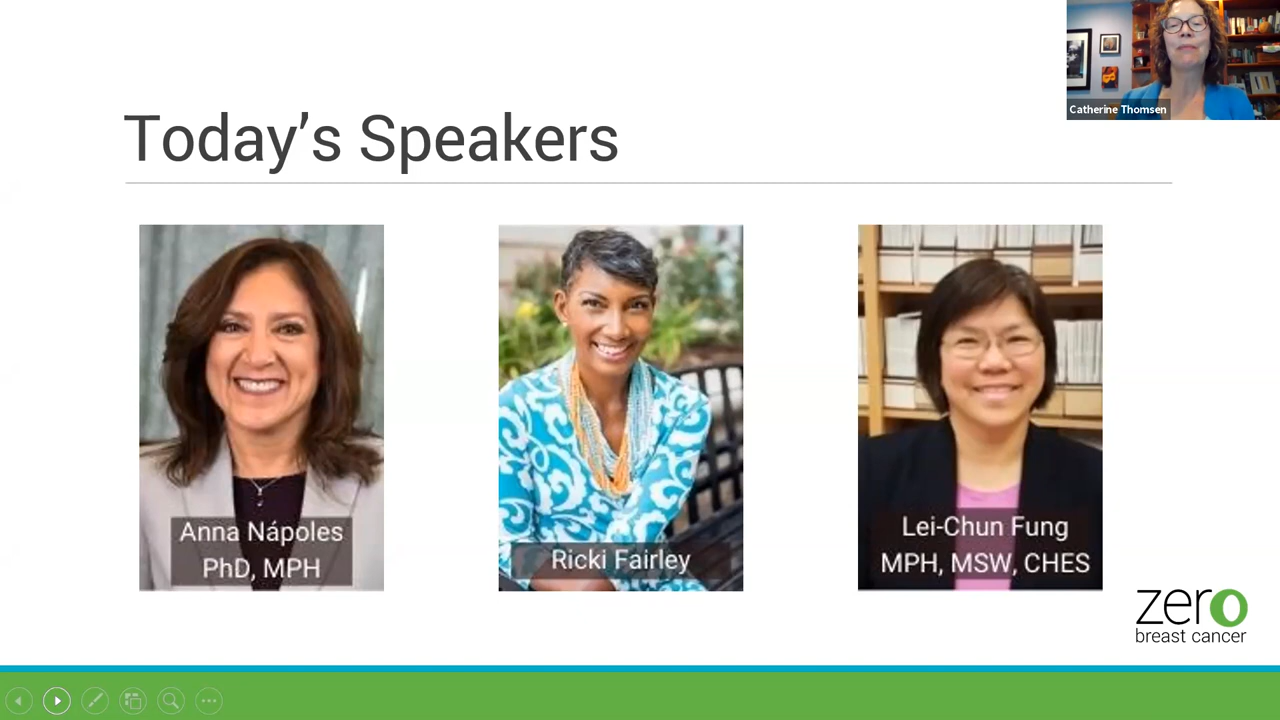 Catherine Thomsen
Today's Speakers
Anna Nápoles
PhD, MPH
Ricki Fairley
Lei-Chun Fung
MPH, MSW, CHES
zero
breast cancer